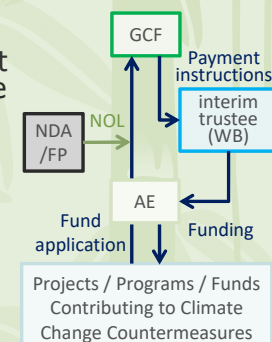 t
e
GCF
Payment
instructions
interim
trustee
(WB)
NOL
NDA
/FP
AE
Fund
application
Funding
Projects / Programs / Funds
Contributing to Climate
Change Countermeasures